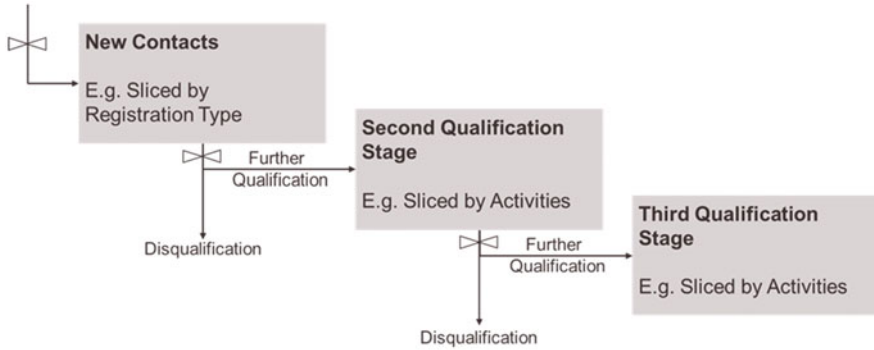 New Contacts
E.g. Sliced by
Registration Type
Further
Qualification
Disqualification
Second Qualification
Stage
E.g. Sliced by Activities
Further
Qualification
Disqualification
Third Qualification
Stage
E.g. Sliced by Activities